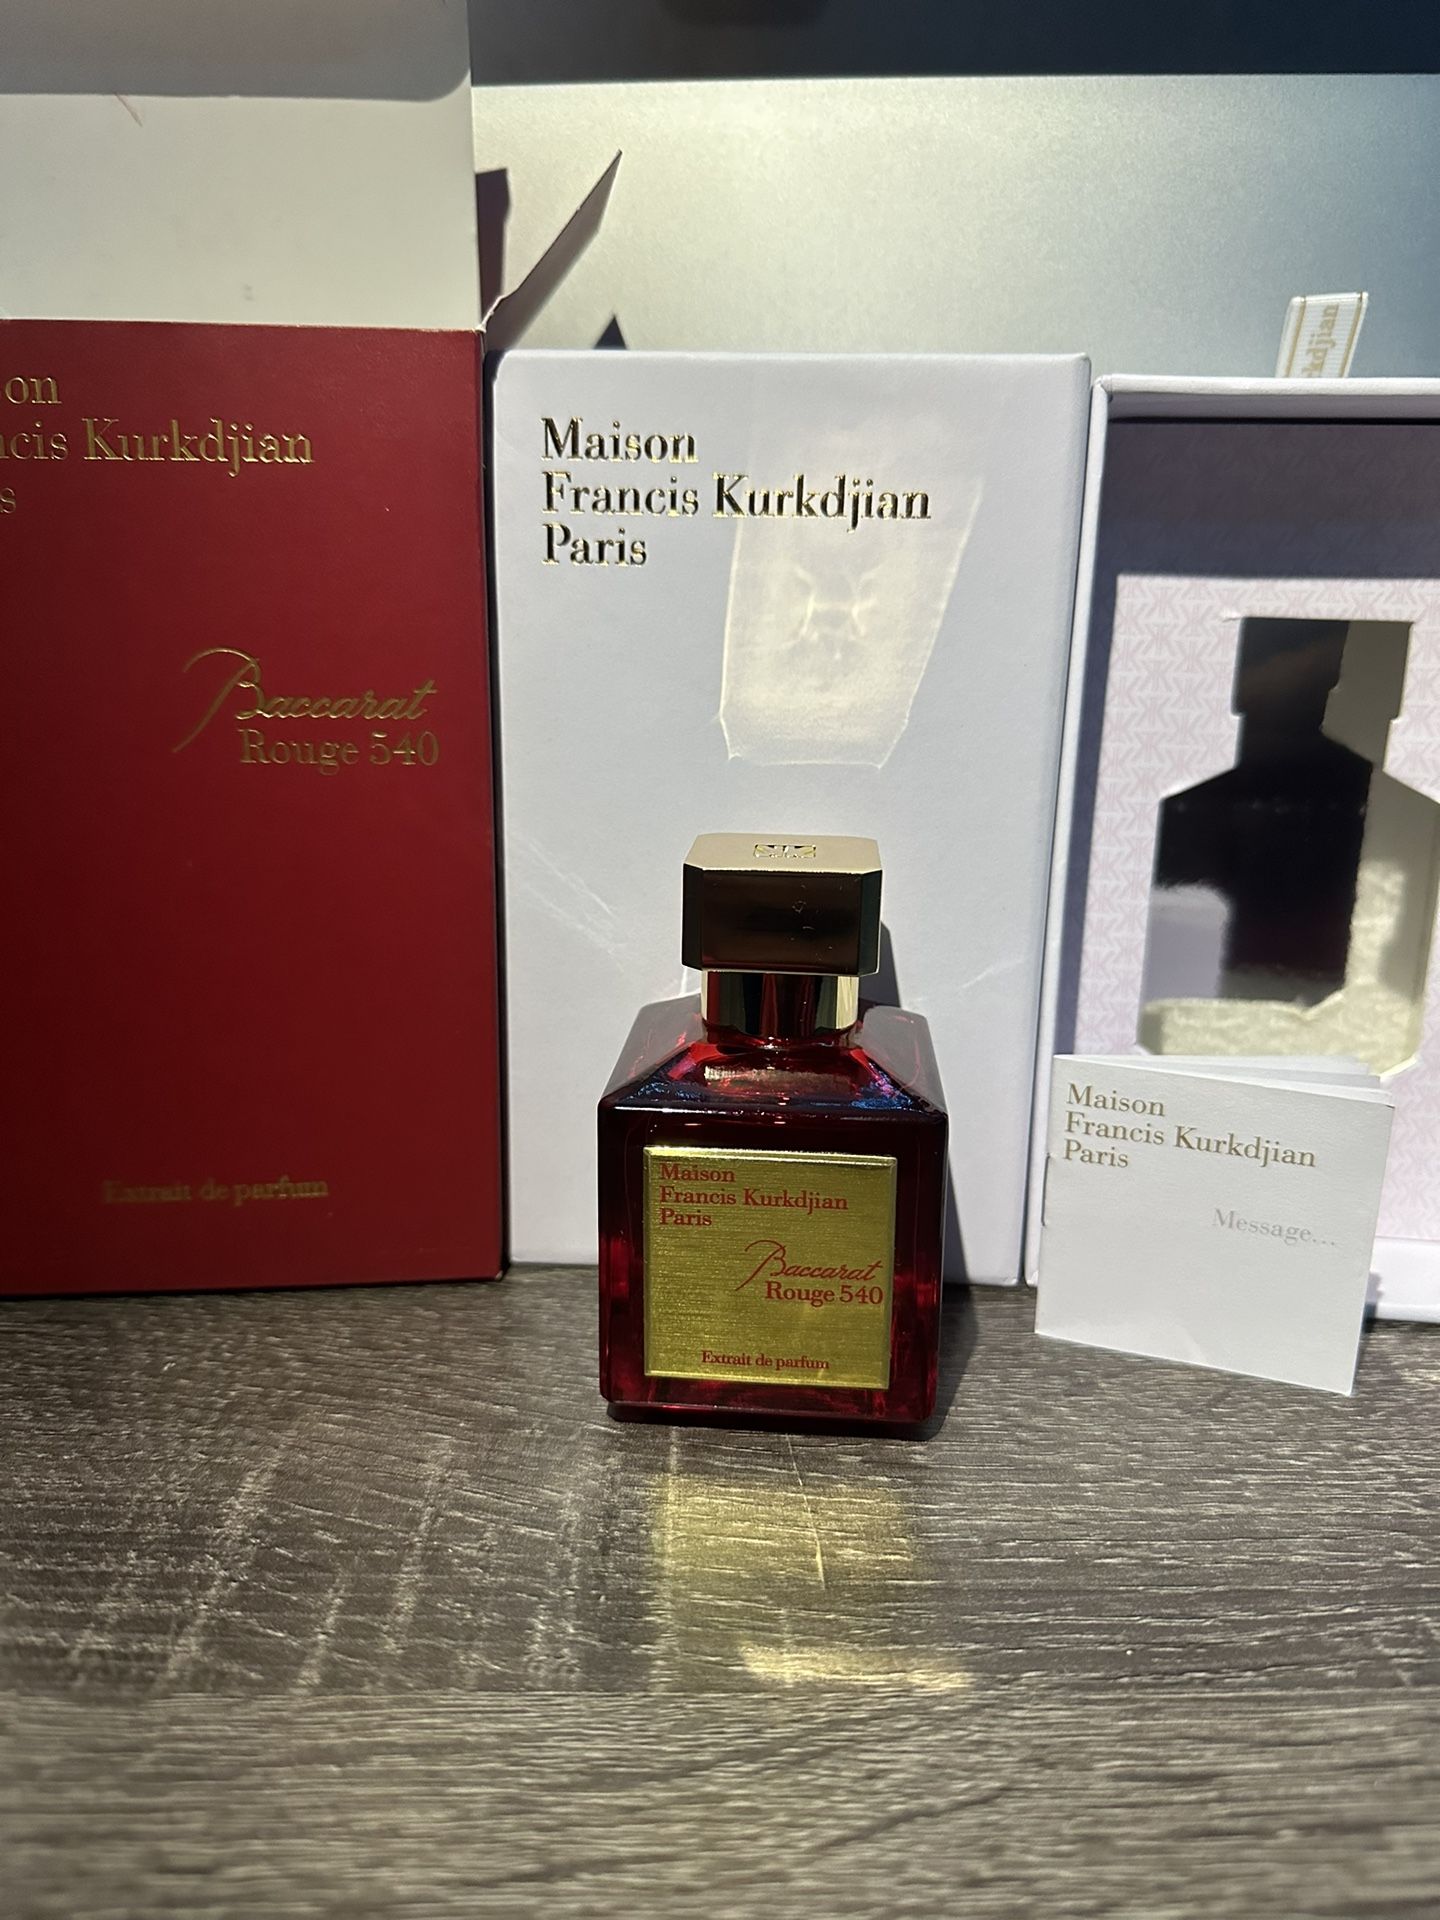 on
cis Kurkdjian
s
Baccarat
Rouge 540
Extrait de parfum
Maison
Francis Kurkdjian
Paris
kdjian
Maison
Francis Kurkdjian
Paris
Baccarat
Rouge 540
Extrait de parfum
Maison
Francis Kurkdjian
Paris
Message...